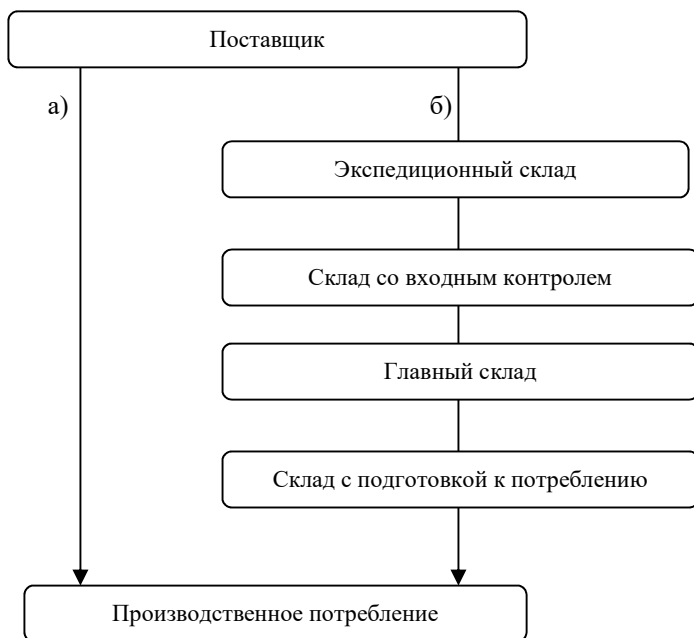 Поставщик
а)
б)
Экспедиционный склад
Склад со входным контролем
Главный склад
Склад с подготовкой к потреблению
Производственное потребление